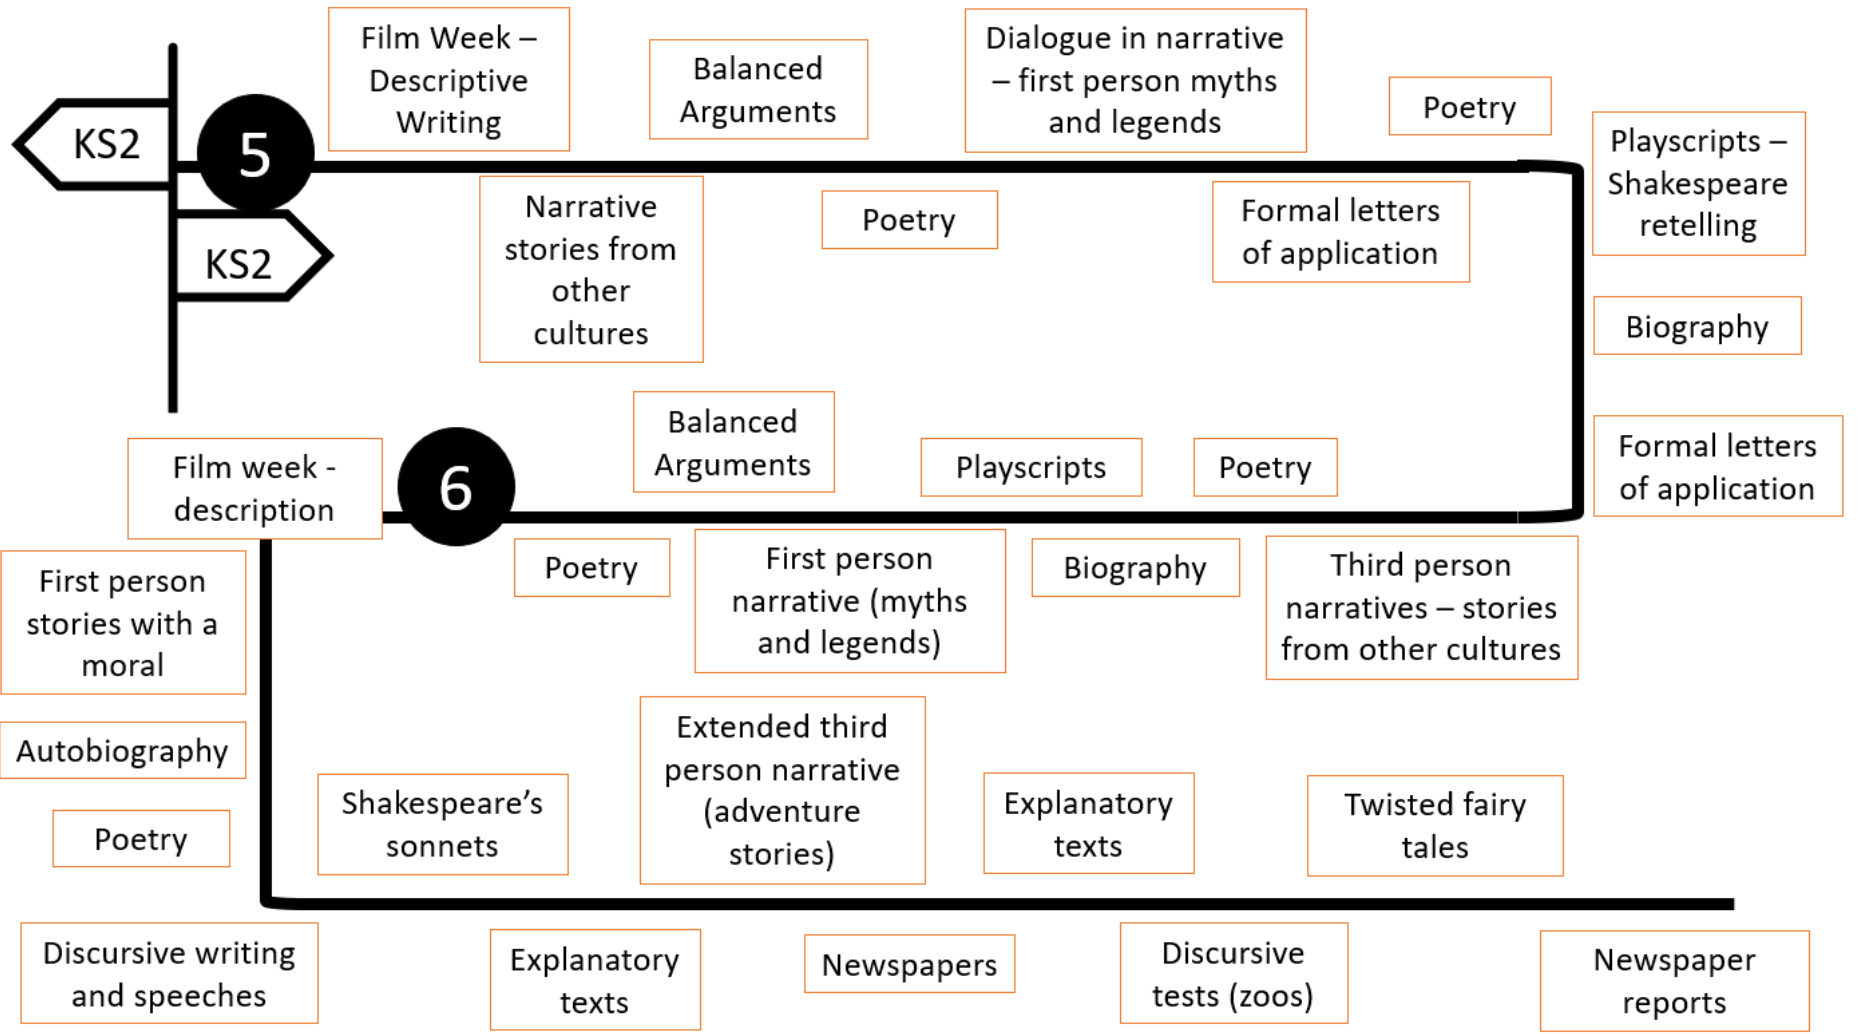 KS2
5
KS2
Film Week –
Descriptive
Writing
Narrative
stories from
other
cultures
Balanced
Arguments
Poetry
Dialogue in narrative
– first person myths
and legends
Formal letters
of application
Poetry
Playscripts –
Shakespeare
retelling
Biography
Formal letters
of application
Third person
narratives – stories
from other cultures
Poetry
Biography
Playscripts
First person
narrative (myths
and legends)
Balanced
Arguments
Poetry
6
Film week -
description
First person
stories with a
moral
Autobiography
Poetry
Discursive writing
and speeches
Shakespeare’s
sonnets
Explanatory
texts
Extended third
person narrative
(adventure
stories)
Newspapers
Explanatory
texts
Discursive
tests (zoos)
Twisted fairy
tales
Newspaper
reports